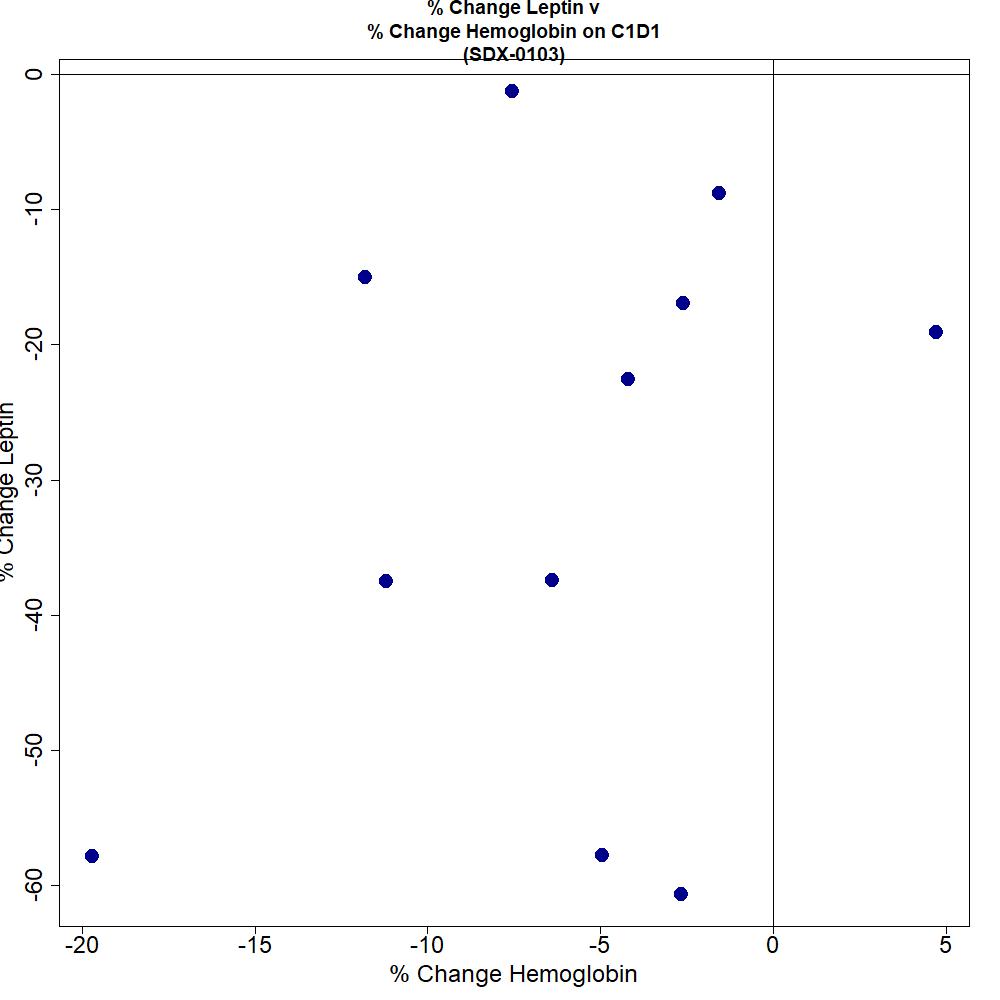 % Change Leptin v
% Change Hemoglobin on C1D1
(SDX-0103)
0
-10
-20
-30
-40
-50
-60
% Change Leptin
-20
-15
-10
-5
0
5
% Change Hemoglobin